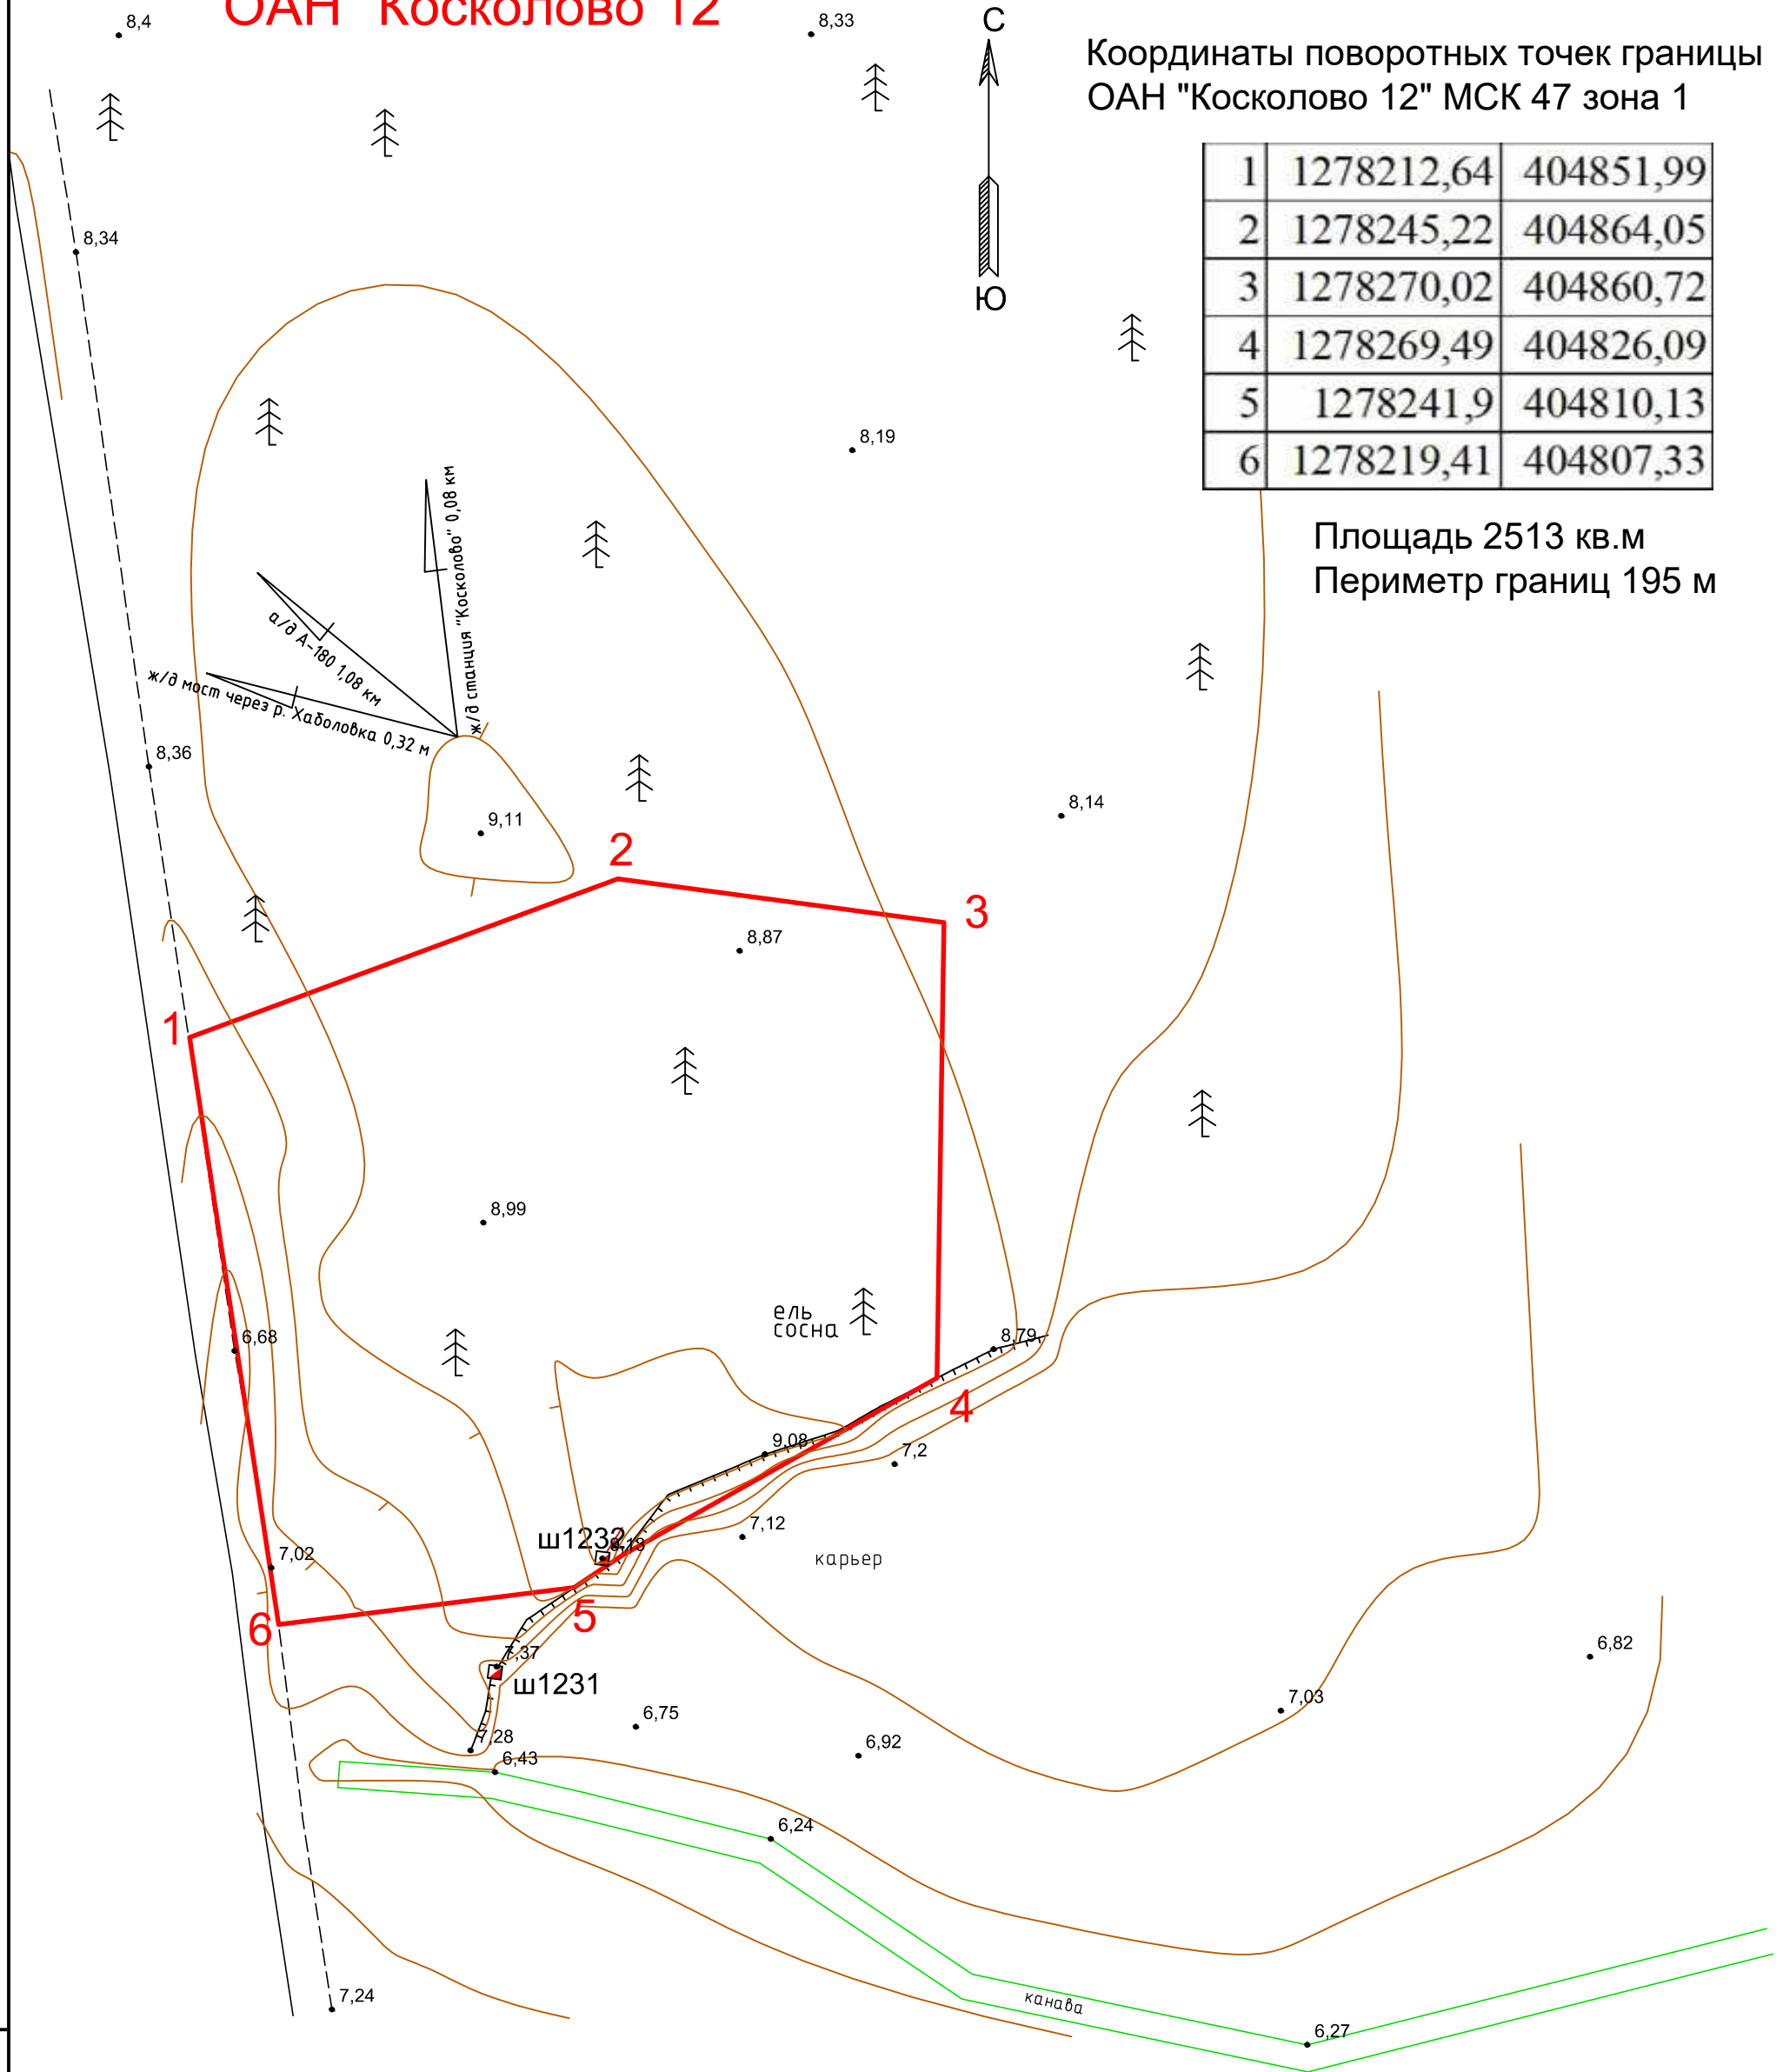 ОАН "Косколово 12"
С
Ю
Координаты поворотных точек границы
ОАН "Косколово 12" МСК 47 зона 1
1 1278212,64 404851,99
2 1278245,22 404864,05
3 1278270,02 404860,72
4 1278269,49 404826,09
5 1278241,9 404810,13
6 1278219,41 404807,33
Площадь 2513 кв.м
Периметр границ 195 м
8,4
8,33
8,34
8,19
ж/д станция "Косколово" 0,08 км
а/д А-180 1,08 км
ж/д мост через р. Хаболовка 0,32 м
8,36
8,14
9,11
2
3
8,87
1
8,99
ель
сосна
6,68
8,79
4
9,08
7,2
7,12
ш1232
карьер
7,02
5
6
7,37
ш1231
6,82
7,03
6,75
6,92
7,28
6,43
6,24
канава
7,24
6,27